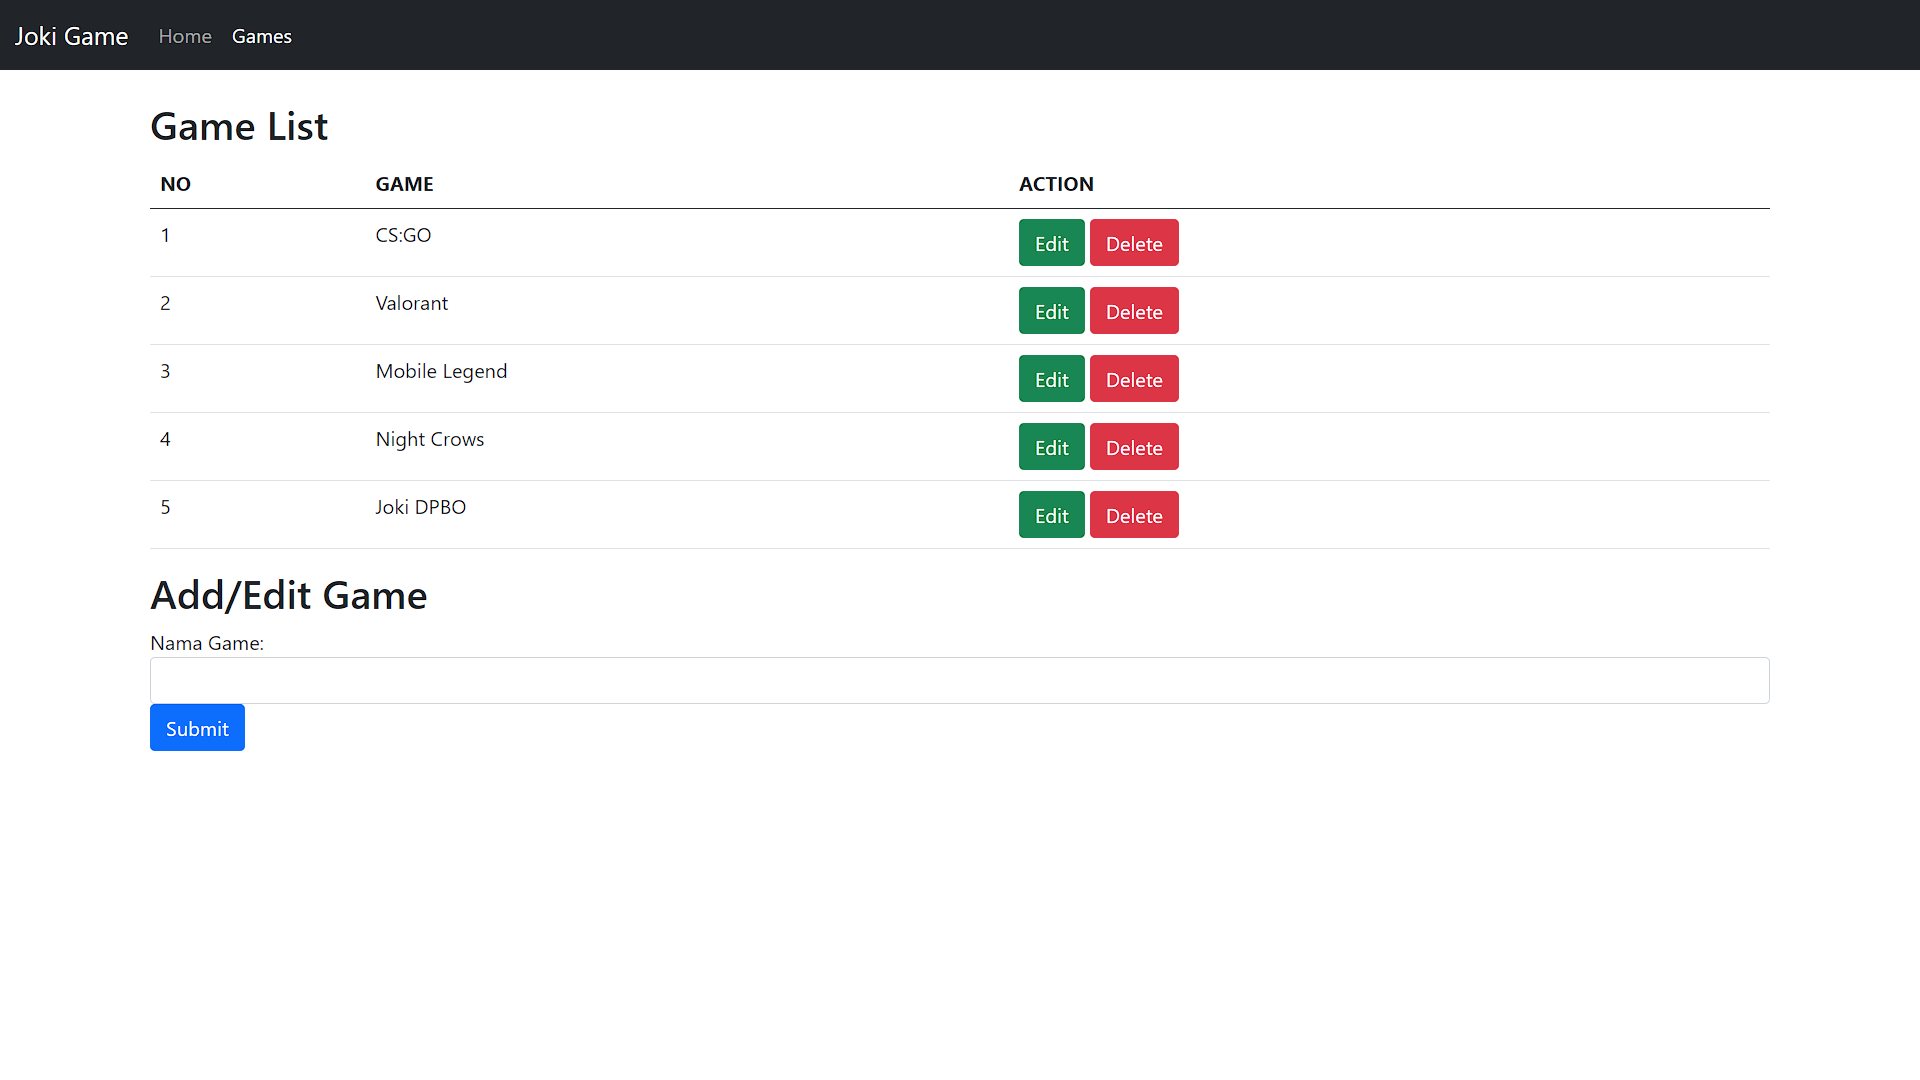 Joki Game Home Games
Game List
NO GAME ACTION
1 CS:GO Edit Delete
2 Valorant Edit Delete
3 Mobile Legend Edit Delete
4 Night Crows Edit Delete
5 Joki DPBO Edit Delete
Add/Edit Game
Nama Game:
Submit